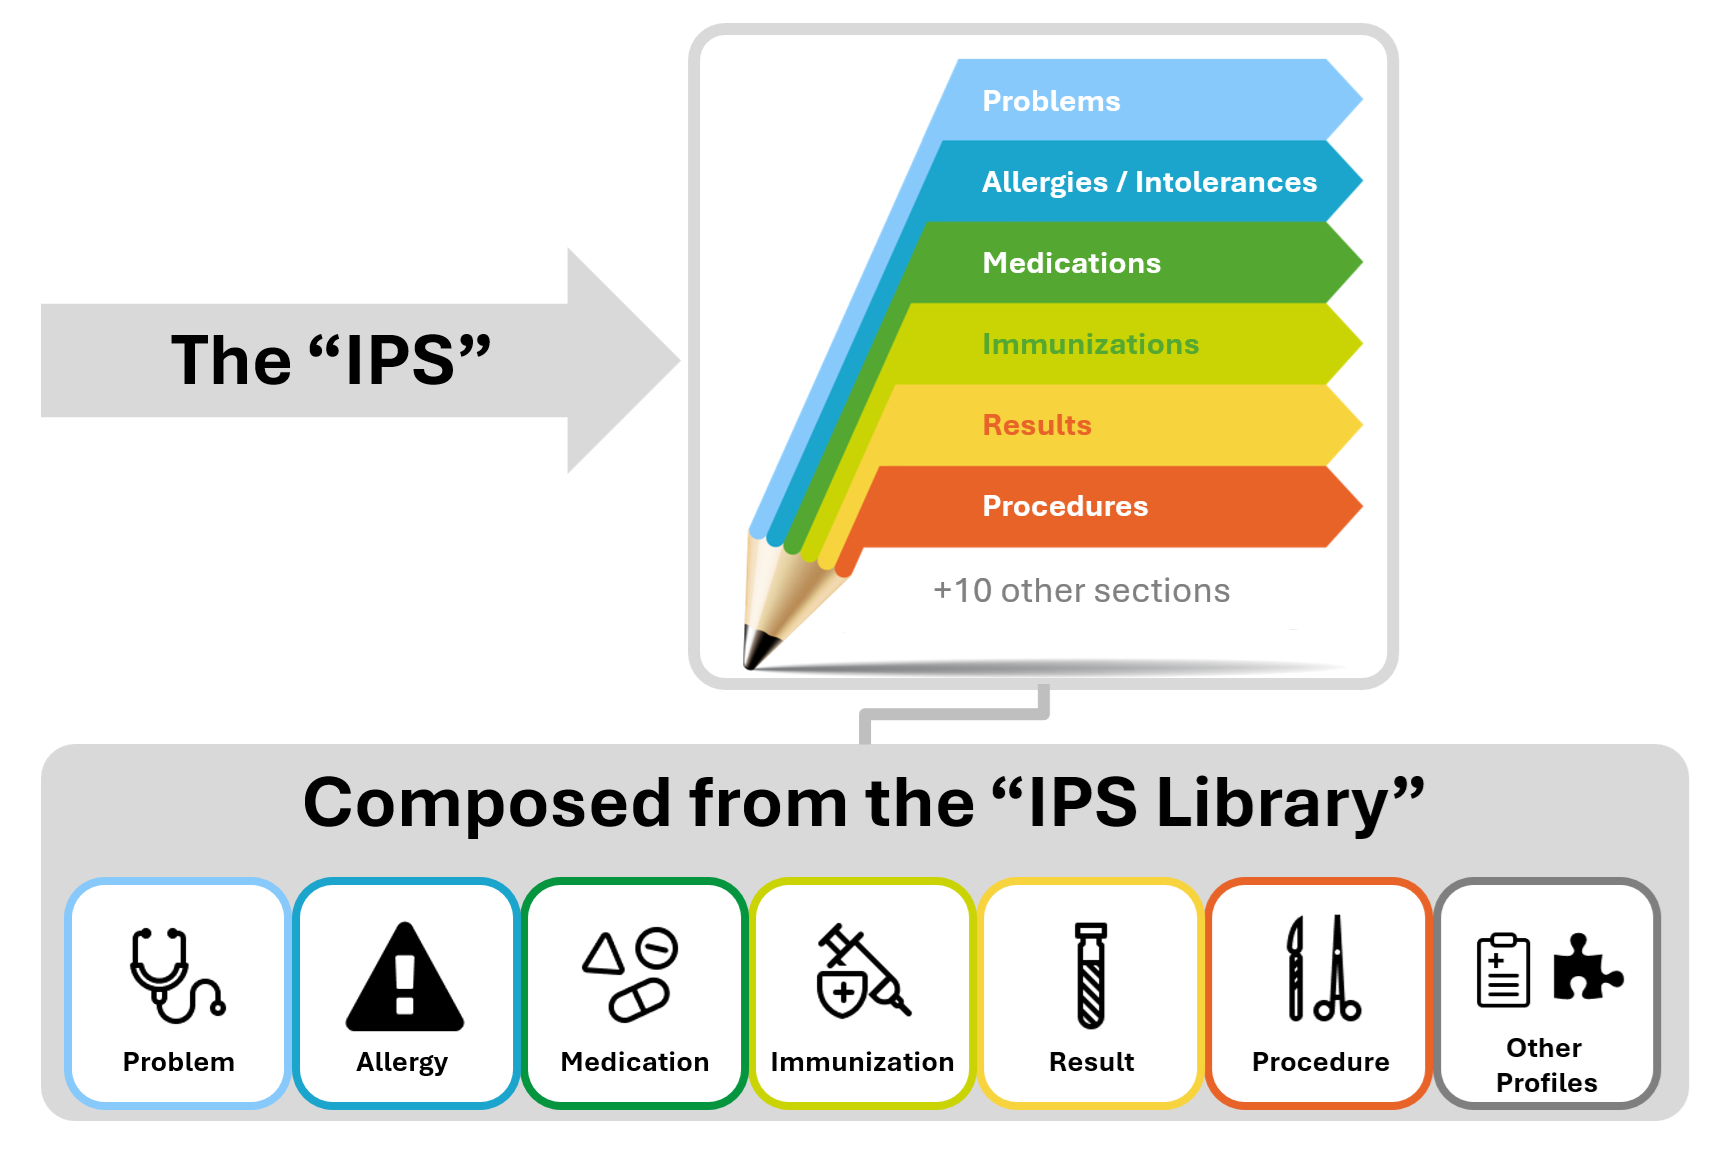 The “IPS”
Problems
Allergies / Intolerances
Medications
Immunizations
Results
Procedures
+10 other sections
Composed from the “IPS Library”
Problem
Allergy
Medication
Immunization
Result
Procedure
Other
Profiles